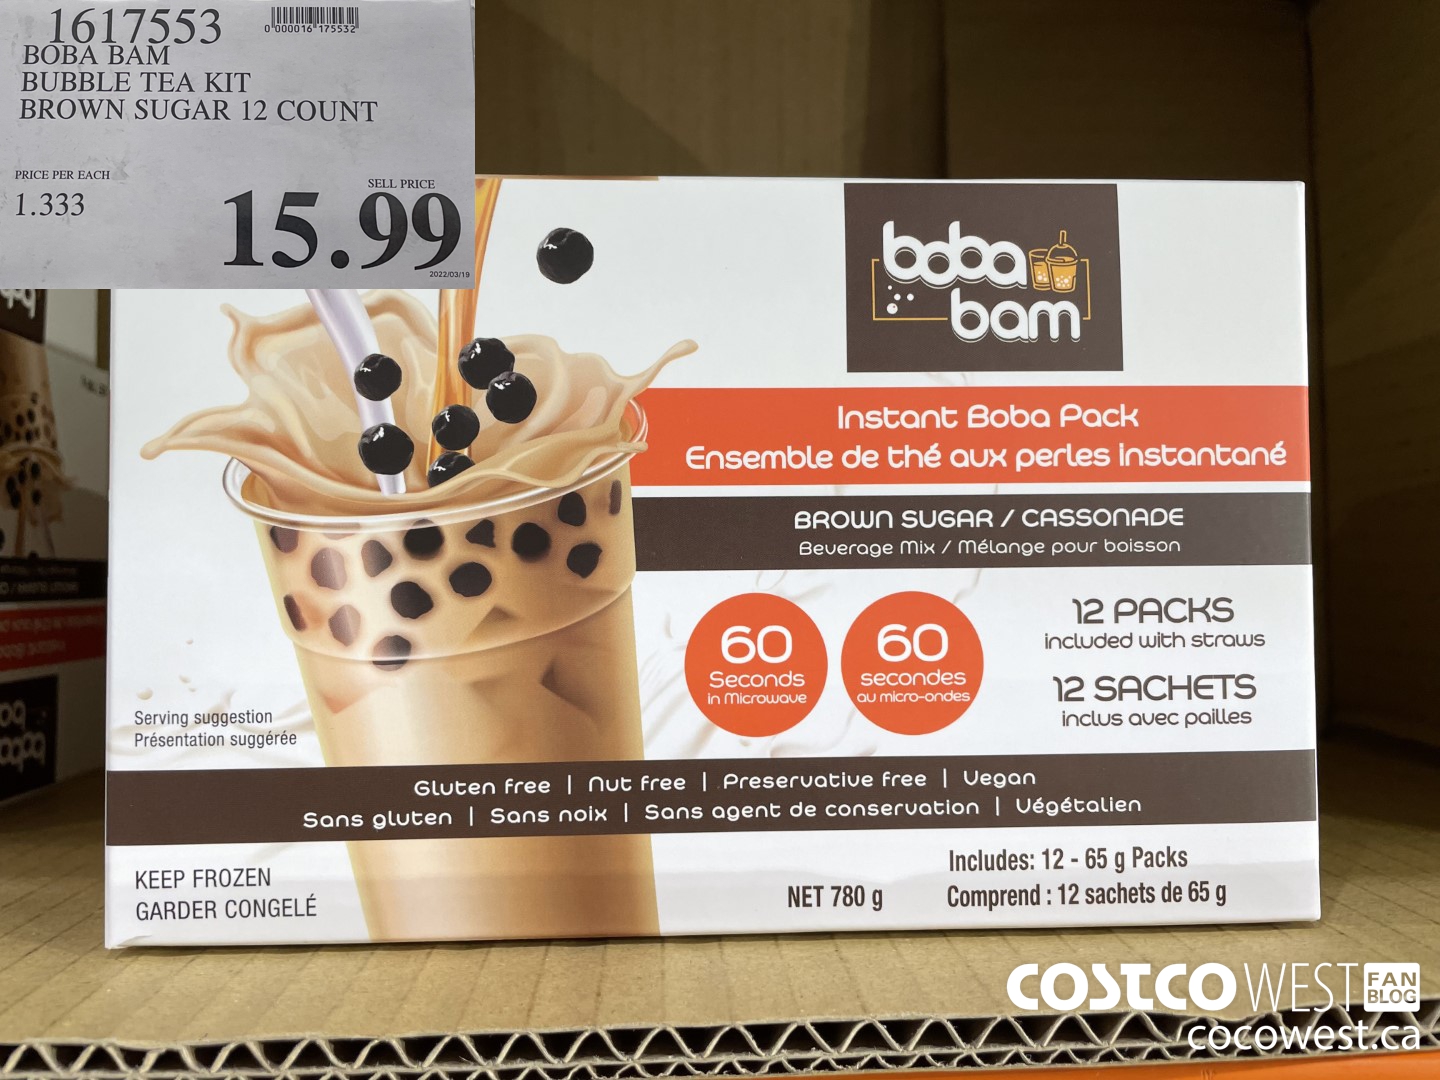 1617553
0 000016 175532
BOBA BAM
BUBBLE TEA KIT
BROWN SUGAR 12 COUNT
PRICE PER EACH
1.333
SELL PRICE
15.99
2022/03/19
boba
bam
Instant Boba Pack
Ensemble de thé aux perles instantané
BROWN SUGAR / CASSONADE
Beverage Mix / Mélange pour boisson
60
Seconds
in Microwave
60
secondes
au micro-ondes
12 PACKS
included with straws
12 SACHETS
inclus avec pailles
Serving suggestion
Présentation suggérée
Gluten free | Nut free | Preservative free | Vegan
Sans gluten | Sans noix | Sans agent de conservation | Végétalien
KEEP FROZEN
GARDER CONGELÉ
NET 780 g
Includes: 12 - 65 g Packs
Comprend : 12 sachets de 65 g
COSTCO WEST FAN BLOG
cocowest.ca